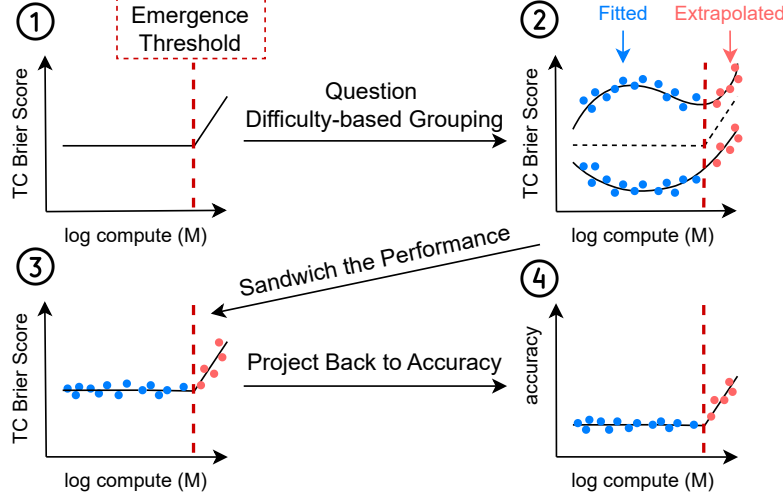 1
Emergence
Threshold
TC Brier Score
log compute (M)
Question
Difficulty-based Grouping
2
Fitted
Extrapolated
TC Brier Score
log compute (M)
Sandwich the Performance
3
TC Brier Score
log compute (M)
Project Back to Accuracy
4
accuracy
log compute (M)